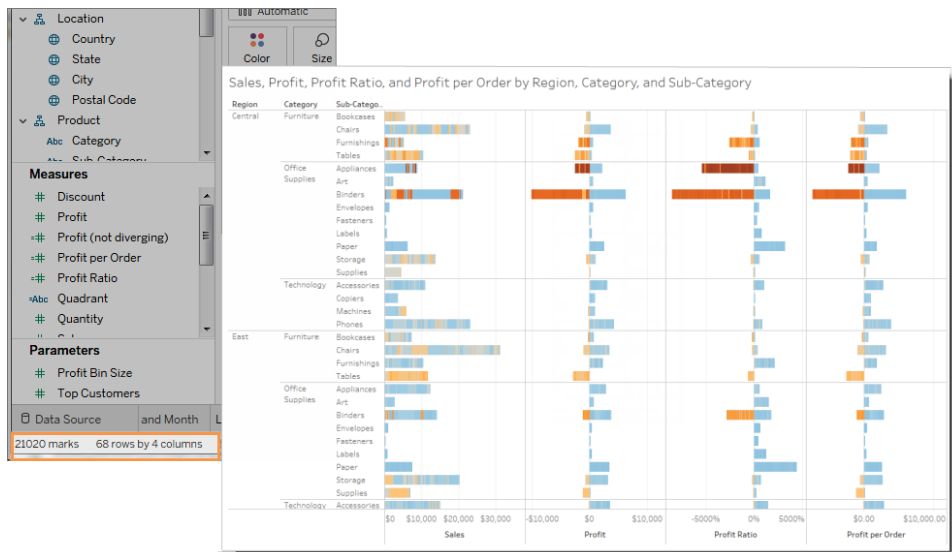 Location
Country
State
City
Postal Code
Product
Abc Category
Measures
Discount
Profit
Profit (not diverging)
Profit per Order
Profit Ratio
Abc Quadrant
Quantity
Parameters
Profit Bin Size
Top Customers
Data Source and Month L
21020 marks 68 rows by 4 columns
Automatic
Color Size
Sales, Profit, Profit Ratio, and Profit per Order by Region, Category, and Sub-Category
Region Category Sub-Catego..
Central Furniture Bookcases
Chairs
Furnishings
Tables
Office Appliances
Supplies Art
Binders
Envelopes
Fasteners
Labels
Paper
Storage
Supplies
Technology Accessories
Copiers
Machines
Phones
East Furniture Bookcases
Chairs
Furnishings
Tables
Office Appliances
Supplies Art
Binders
Envelopes
Fasteners
Labels
Paper
Storage
Supplies
Technology Accessories
$0 $10,000 $20,000 $30,000 -$10,000 $0 $10,000 -5000% 0% 5000% $0.00 $10,000.00
Sales Profit Profit Ratio Profit per Order